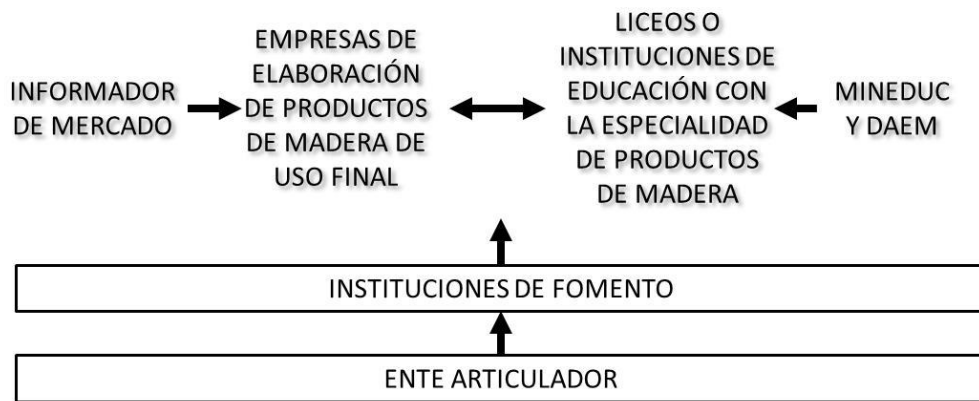 INFORMADOR
DE MERCADO
EMPRESAS DE
ELABORACIÓN
DE PRODUCTOS
DE MADERA DE
USO FINAL
LICEOS O
INSTITUCIONES DE
EDUCACIÓN CON
LA ESPECIALIDAD
DE PRODUCTOS
DE MADERA
MINEDUC
Y DAEM
INSTITUCIONES DE FOMENTO
ENTE ARTICULADOR